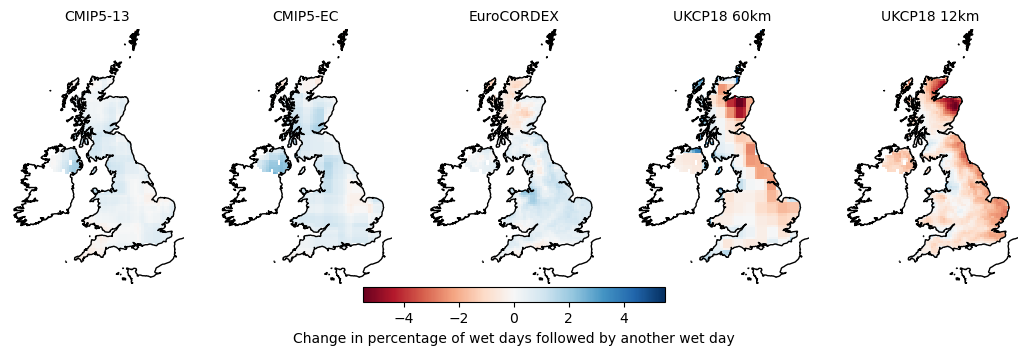 CMIP5-13 CMIP5-EC EuroCORDEX UKCP18 60km UKCP18 12km
−4 −2 0 2 4
Change in percentage of wet days followed by another wet day